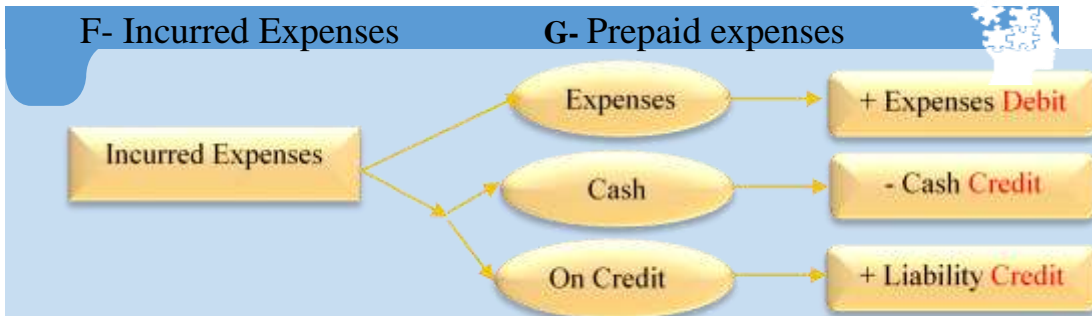 F- Incurred Expenses G- Prepaid expenses
Expenses
+ Expenses Debit
Incurred Expenses
Cash
- Cash Credit
On Credit
+ Liability Credit